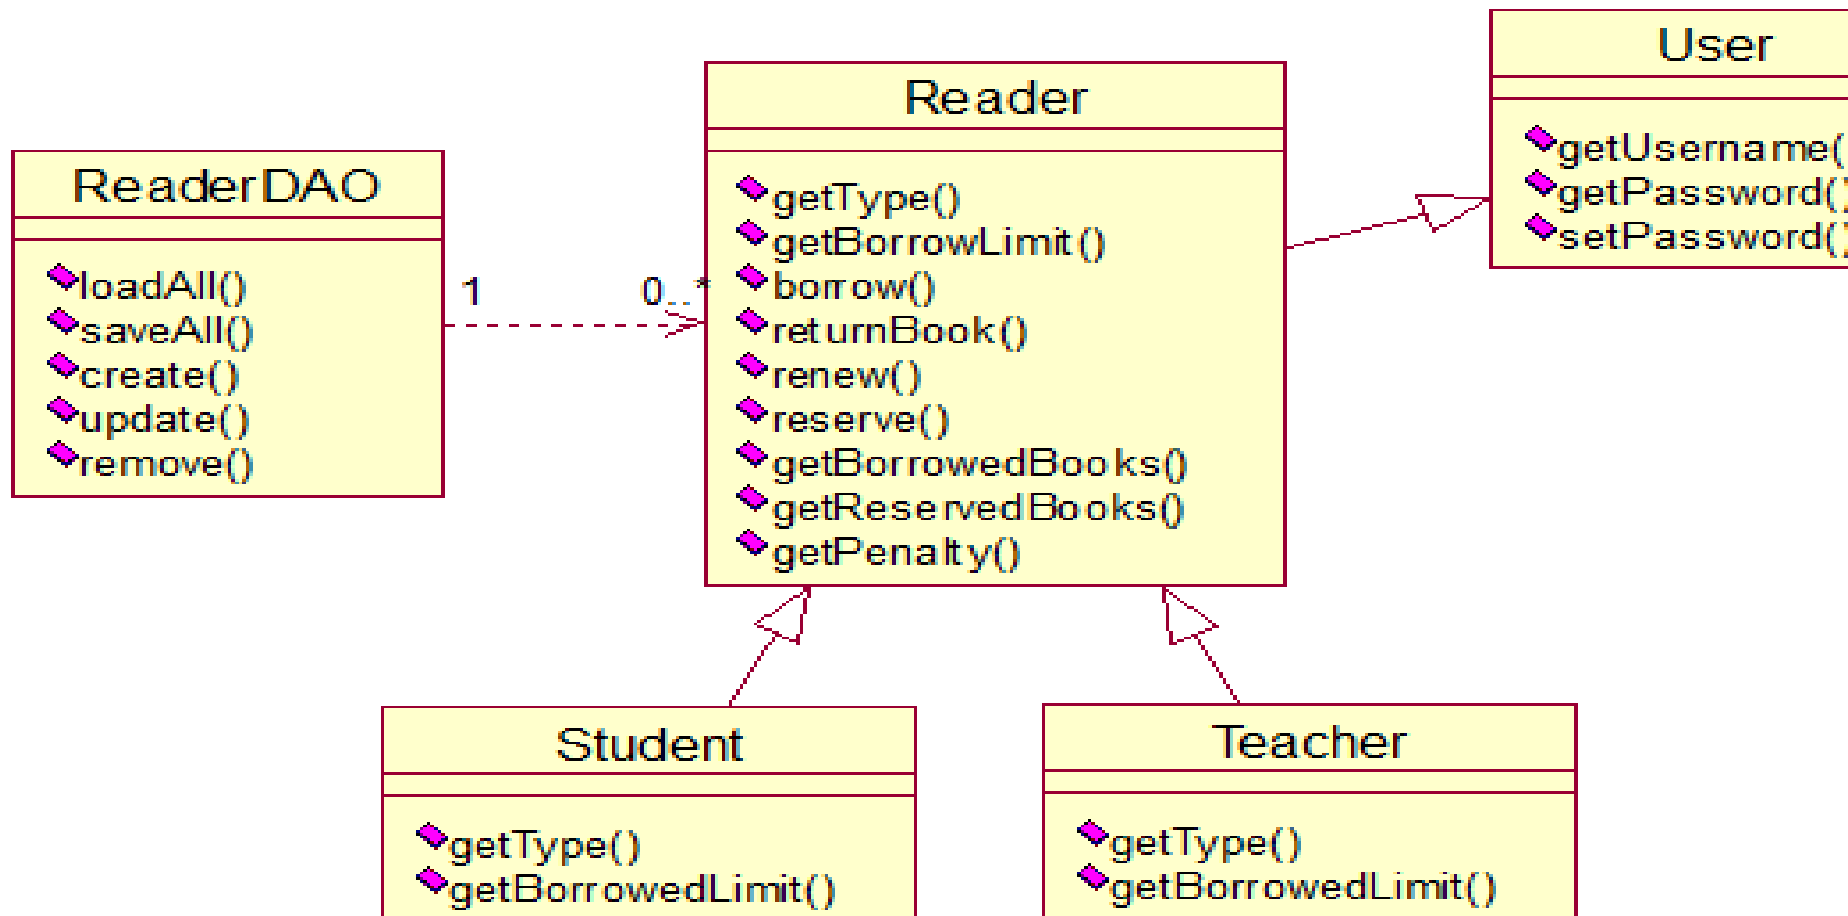 User
getUsername(
getPassword()
setPassword()
Reader
getType()
getBorrowLimit()
borrow()
returnBook()
renew()
reserve()
getBorrowedBooks()
getReservedBooks()
getPenalty()
ReaderDAO
loadAll()
saveAll()
create()
update()
remove()
1
0..*
Student
getType()
getBorrowedLimit()
Teacher
getType()
getBorrowedLimit()